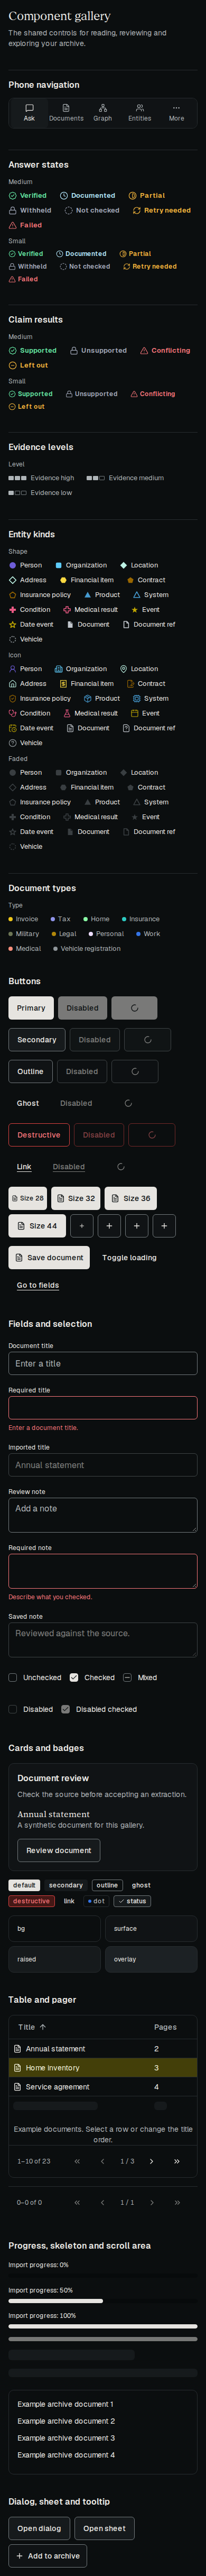 Component gallery
The shared controls for reading, reviewing and
exploring your archive.
Phone navigation
Ask Documents Graph Entities More
Answer states
Medium
Verified Documented Partial
Withheld Not checked Retry needed
Failed
Small
Verified Documented Partial
Withheld Not checked Retry needed
Failed
Claim results
Medium
Supported Unsupported Conflicting
Left out
Small
Supported Unsupported Conflicting
Left out
Evidence levels
Level
Evidence high Evidence medium
Evidence low
Entity kinds
Shape
Person Organization Location
Address Financial item Contract
Insurance policy Product System
Condition Medical result Event
Date event Document Document ref
Vehicle
Icon
Person Organization Location
Address Financial item Contract
Insurance policy Product System
Condition Medical result Event
Date event Document Document ref
Vehicle
Faded
Person Organization Location
Address Financial item Contract
Insurance policy Product System
Condition Medical result Event
Date event Document Document ref
Vehicle
Document types
Type
Invoice Tax Home Insurance
Military Legal Personal Work
Medical Vehicle registration
Buttons
Primary Disabled
Secondary Disabled
Outline Disabled
Ghost Disabled
Destructive Disabled
Link Disabled
Size 28 Size 32 Size 36
Size 44
Save document Toggle loading
Go to fields
Fields and selection
Document title
Enter a title
Required title
Enter a document title.
Imported title
Annual statement
Review note
Add a note
Required note
Describe what you checked.
Saved note
Reviewed against the source.
Unchecked Checked Mixed
Disabled Disabled checked
Cards and badges
Document review
Check the source before accepting an extraction.
Annual statement
A synthetic document for this gallery.
Review document
default secondary outline ghost
destructive link dot status
bg surface
raised overlay
Table and pager
Title Pages
Annual statement 2
Home inventory 3
Service agreement 4
Example documents. Select a row or change the title
order.
1–10 of 23 1 / 3
0–0 of 0 1 / 1
Progress, skeleton and scroll area
Import progress: 0%
Import progress: 50%
Import progress: 100%
Example archive document 1
Example archive document 2
Example archive document 3
Example archive document 4
Dialog, sheet and tooltip
Open dialog Open sheet
Add to archive